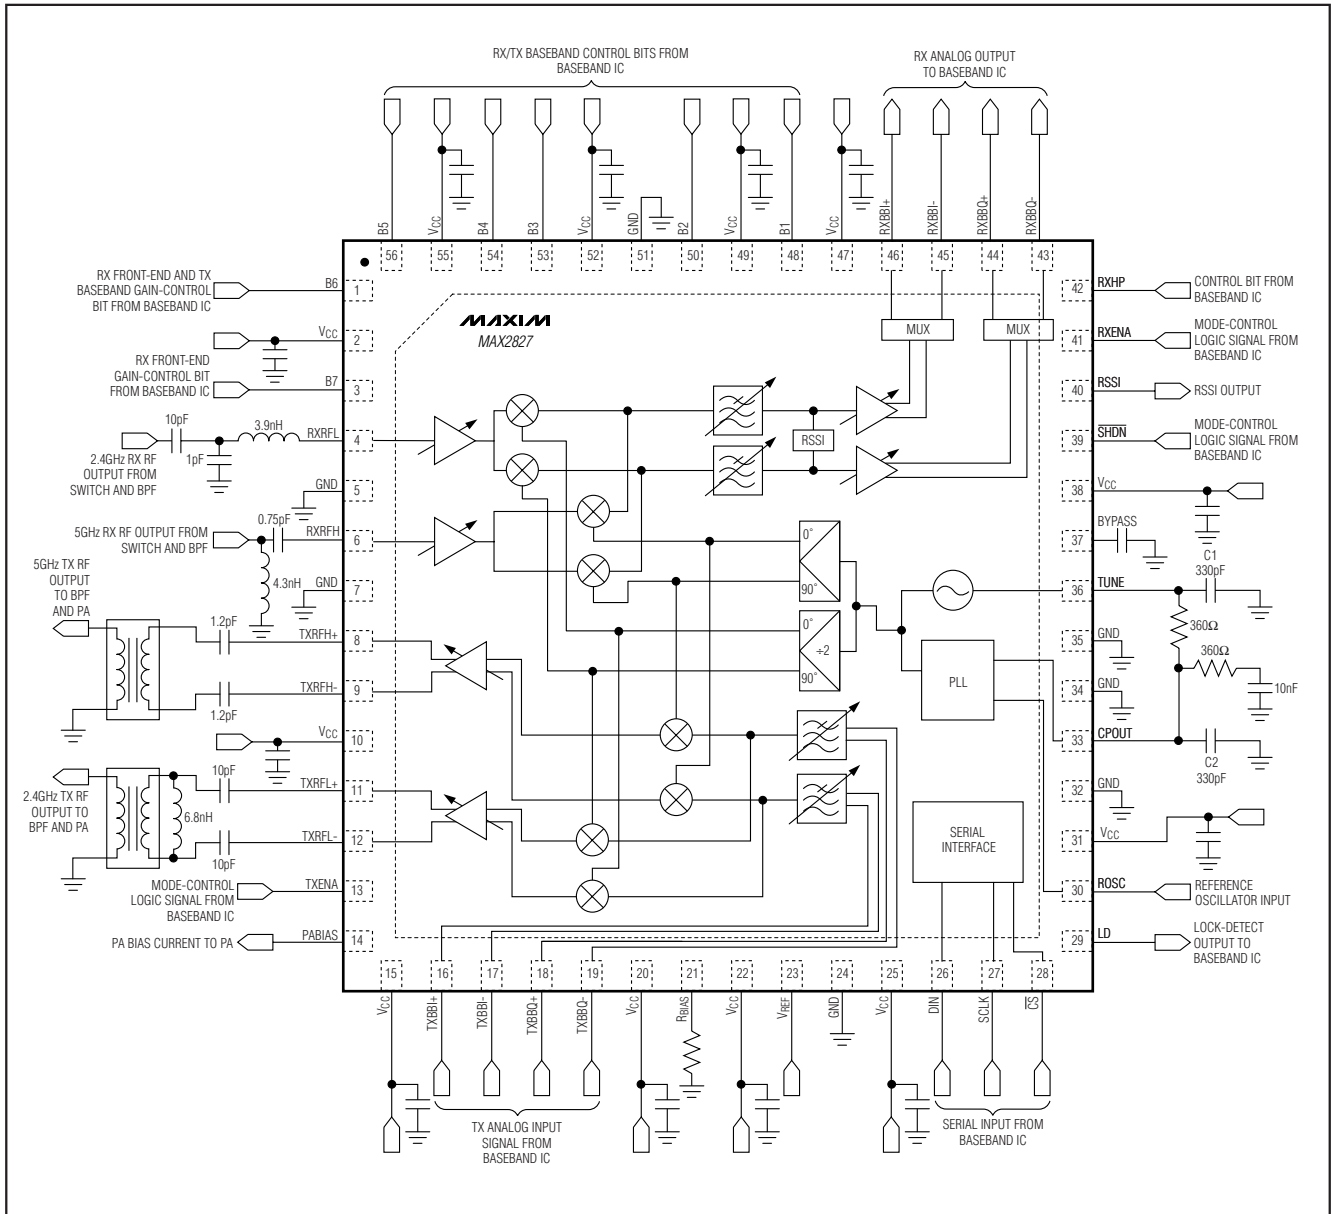 RX/TX BASEBAND CONTROL BITS FROM
BASEBAND IC
RX ANALOG OUTPUT
TO BASEBAND IC
B5
VCC
B4
B3
VCC
GND
B2
VCC
B1
VCC
RXBBI+
RXBBI-
RXBBQ+
RXBBQ-
56
55
54
53
52
51
50
49
48
47
46
45
44
43
RX FRONT-END AND TX
BASEBAND GAIN-CONTROL
BIT FROM BASEBAND IC
B6
1
VCC
2
RX FRONT-END
GAIN-CONTROL BIT
FROM BASEBAND IC
B7
3
10pF
3.9nH
1pF
RXRFL
4
2.4GHz RX RF
OUTPUT FROM
SWITCH AND BPF
GND
5
0.75pF
5GHz RX RF OUTPUT FROM
SWITCH AND BPF
RXRFH
6
4.3nH
GND
7
5GHz TX RF
OUTPUT
TO BPF
AND PA
1.2pF
TXRFH+
8
TXRFH-
9
1.2pF
VCC
10
10pF
TXRFL+
11
2.4GHz TX RF
OUTPUT TO
BPF AND PA
6.8nH
TXRFL-
12
10pF
MODE-CONTROL
LOGIC SIGNAL FROM
BASEBAND IC
TXENA
13
PA BIAS CURRENT TO PA
PABIAS
14
MAXIM
MAX2827
MUX
MUX
RSSI
0°
90°
0°
÷2
90°
PLL
SERIAL
INTERFACE
42
RXHP
CONTROL BIT FROM
BASEBAND IC
41
RXENA
MODE-CONTROL
LOGIC SIGNAL FROM
BASEBAND IC
40
RSSI
RSSI OUTPUT
39
SHDN
MODE-CONTROL
LOGIC SIGNAL FROM
BASEBAND IC
38
VCC
37
BYPASS
C1
330pF
36
TUNE
360Ω
35
GND
360Ω
10nF
34
GND
33
CPOUT
C2
330pF
32
GND
31
VCC
30
ROSC
REFERENCE
OSCILLATOR INPUT
29
LD
LOCK-DETECT
OUTPUT TO
BASEBAND IC
15
16
17
18
19
20
21
22
23
24
25
26
27
28
VCC
TXBBI+
TXBBI-
TXBBQ+
TXBBQ-
VCC
RBIAS
VCC
VREF
GND
VCC
DIN
SCLK
CS
TX ANALOG INPUT
SIGNAL FROM
BASEBAND IC
SERIAL INPUT FROM
BASEBAND IC